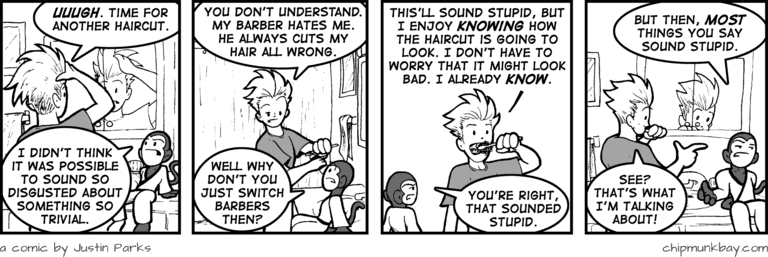 UUUGH. TIME FOR
ANOTHER HAIRCUT.
I DIDN'T THINK
IT WAS POSSIBLE
TO SOUND SO
DISGUSTED ABOUT
SOMETHING SO
TRIVIAL.
YOU DON'T UNDERSTAND.
MY BARBER HATES ME.
HE ALWAYS CUTS MY
HAIR ALL WRONG.
WELL WHY
DON'T YOU
JUST SWITCH
BARBERS
THEN?
THIS'LL SOUND STUPID, BUT
I ENJOY KNOWING HOW
THE HAIRCUT IS GOING TO
LOOK. I DON'T HAVE TO
WORRY THAT IT MIGHT LOOK
BAD. I ALREADY KNOW.
YOU'RE RIGHT,
THAT SOUNDED
STUPID.
BUT THEN, MOST
THINGS YOU SAY
SOUND STUPID.
SEE?
THAT'S WHAT
I'M TALKING
ABOUT!
a comic by Justin Parks
chipmunkbay.com